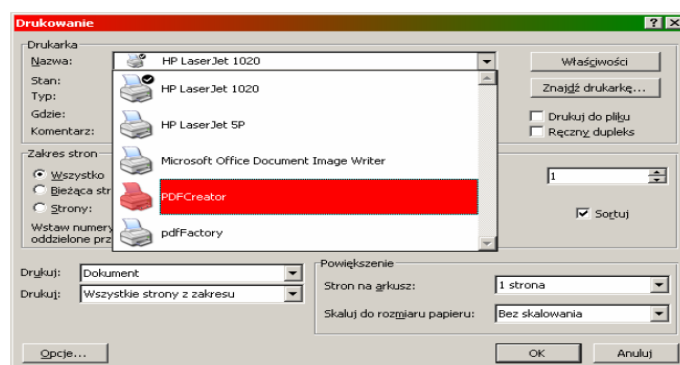 Drukowanie
Drukarka
Nazwa: HP LaserJet 1020 Właściwości
Stan: HP LaserJet 1020 Znajdź drukarkę...
Typ:
Gdzie: HP LaserJet 5P Drukuj do pliku
Komentarz: Ręczny dupleks
Zakres stron Microsoft Office Document Image Writer
Wszystko 1
Bieżąca str PDFCreator
Strony: Sortuj
Wstaw numery pdfFactory
oddzielone prz
Drukuj: Dokument Powiększenie
Stron na arkusz: 1 strona
Drukuj: Wszystkie strony z zakresu
Skaluj do rozmiaru papieru: Bez skalowania
Opcje... OK Anuluj